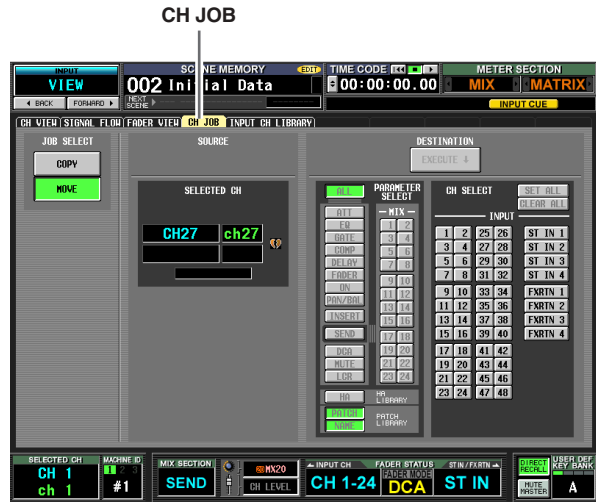 CH JOB
INPUT
VIEW
BACK FORWARD
SCENE MEMORY EDIT
002 Initial Data
NEXT SCENE
TIME CODE
00:00:00.00
METER SECTION
MIX MATRIX
INPUT CUE
CH VIEW SIGNAL FLOW FADER VIEW CH JOB INPUT CH LIBRARY
JOB SELECT
COPY
MOVE
SOURCE
SELECTED CH
CH27 ch27
DESTINATION
EXECUTE
ALL
PARAMETER SELECT
ATT
EQ
GATE
COMP
DELAY
FADER
ON
PAN/BAL
INSERT
SEND
DCA
MUTE
LCR
HA
HA LIBRARY
PATCH
NAME
PATCH LIBRARY
MIX
1 2
3 4
5 6
7 8
9 10
11 12
13 14
15 16
17 18
19 20
21 22
23 24
CH SELECT
SET ALL
CLEAR ALL
INPUT
1 2 25 26 ST IN 1
3 4 27 28 ST IN 2
5 6 29 30 ST IN 3
7 8 31 32 ST IN 4
9 10 33 34 FXRTN 1
11 12 35 36 FXRTN 2
13 14 37 38 FXRTN 3
15 16 39 40 FXRTN 4
17 18 41 42
19 20 43 44
21 22 45 46
23 24 47 48
SELECTED CH
CH 1
ch 1
MACHINE ID
1 2 3
#1
MIX SECTION
SEND
MX20
CH LEVEL
INPUT CH
CH 1-24
FADER STATUS
FADER MODE
DCA
ST IN/FXRTN
ST IN
DIRECT RECALL
MUTE MASTER
USER DEF KEY BANK
A